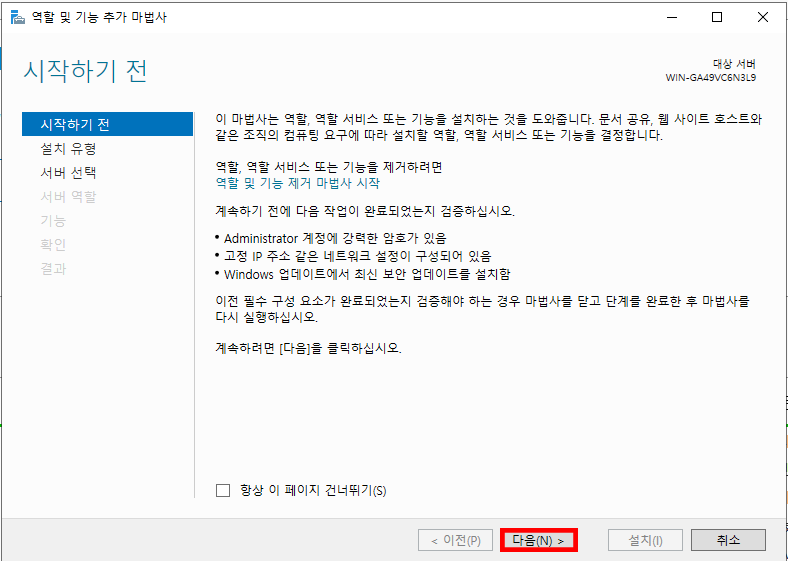 역할 및 기능 추가 마법사
시작하기 전
대상 서버
WIN-GA49VC6N3L9
시작하기 전
설치 유형
서버 선택
서버 역할
기능
확인
결과
이 마법사는 역할, 역할 서비스 또는 기능을 설치하는 것을 도와줍니다. 문서 공유, 웹 사이트 호스트와
같은 조직의 컴퓨팅 요구에 따라 설치할 역할, 역할 서비스 또는 기능을 결정합니다.
역할, 역할 서비스 또는 기능을 제거하려면
역할 및 기능 제거 마법사 시작
계속하기 전에 다음 작업이 완료되었는지 검증하십시오.
• Administrator 계정에 강력한 암호가 있음
• 고정 IP 주소 같은 네트워크 설정이 구성되어 있음
• Windows 업데이트에서 최신 보안 업데이트를 설치함
이전 필수 구성 요소가 완료되었는지 검증해야 하는 경우 마법사를 닫고 단계를 완료한 후 마법사를
다시 실행하십시오.
계속하려면 [다음]을 클릭하십시오.
항상 이 페이지 건너뛰기(S)
< 이전(P)
다음(N) >
설치(I)
취소